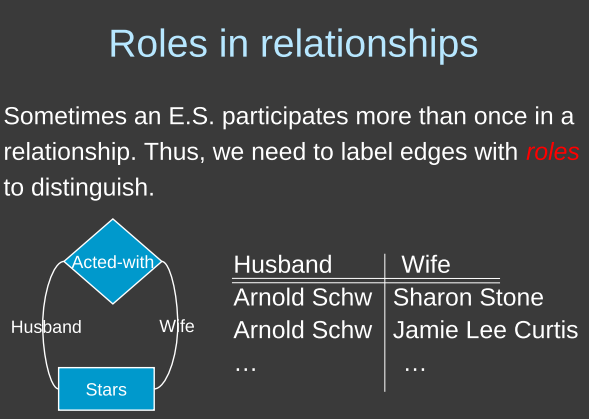 Roles in relationships
Sometimes an E.S. participates more than once in a
relationship. Thus, we need to label edges with roles
to distinguish.
Acted-with
Husband
Wife
Stars
Husband Wife
Arnold Schw Sharon Stone
Arnold Schw Jamie Lee Curtis
… …